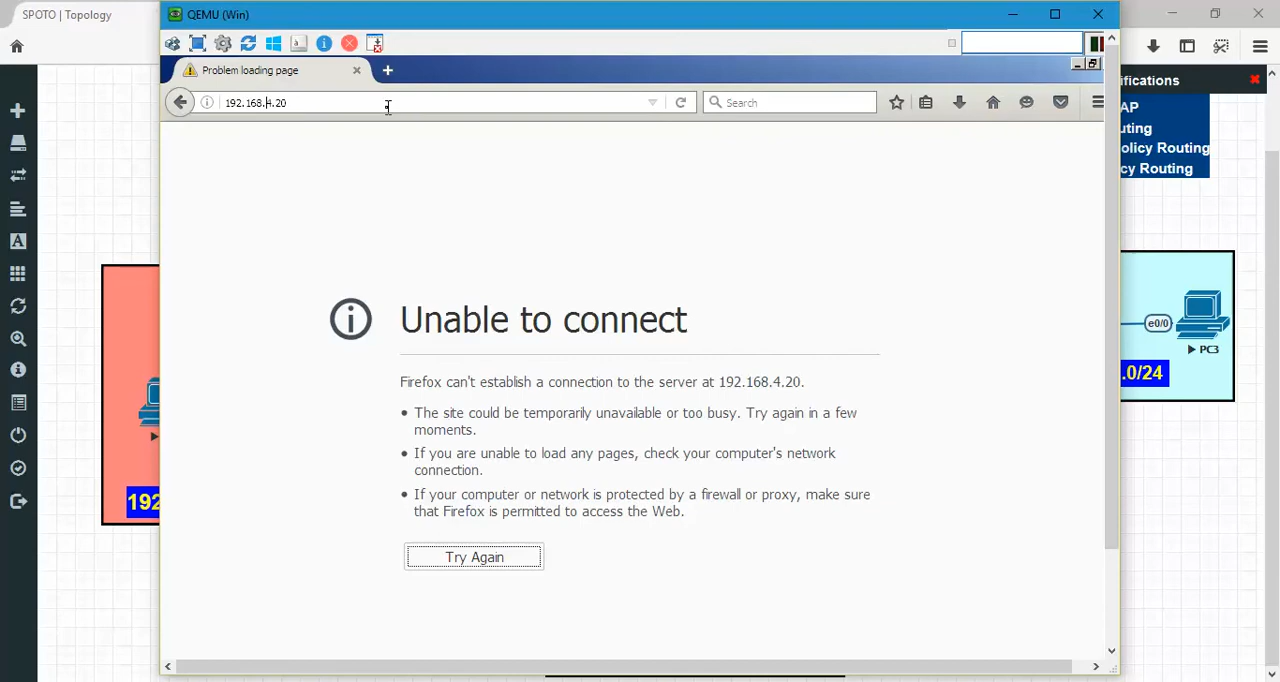 SPOTO | Topology
QEMU (Win)
Problem loading page
192.168.4.20
Search
Unable to connect
Firefox can't establish a connection to the server at 192.168.4.20.
The site could be temporarily unavailable or too busy. Try again in a few
moments.
If you are unable to load any pages, check your computer's network
connection.
If your computer or network is protected by a firewall or proxy, make sure
that Firefox is permitted to access the Web.
Try Again
ifications
AP
uting
olicy Routing
cy Routing
e0/0
PC3
.0/24
192